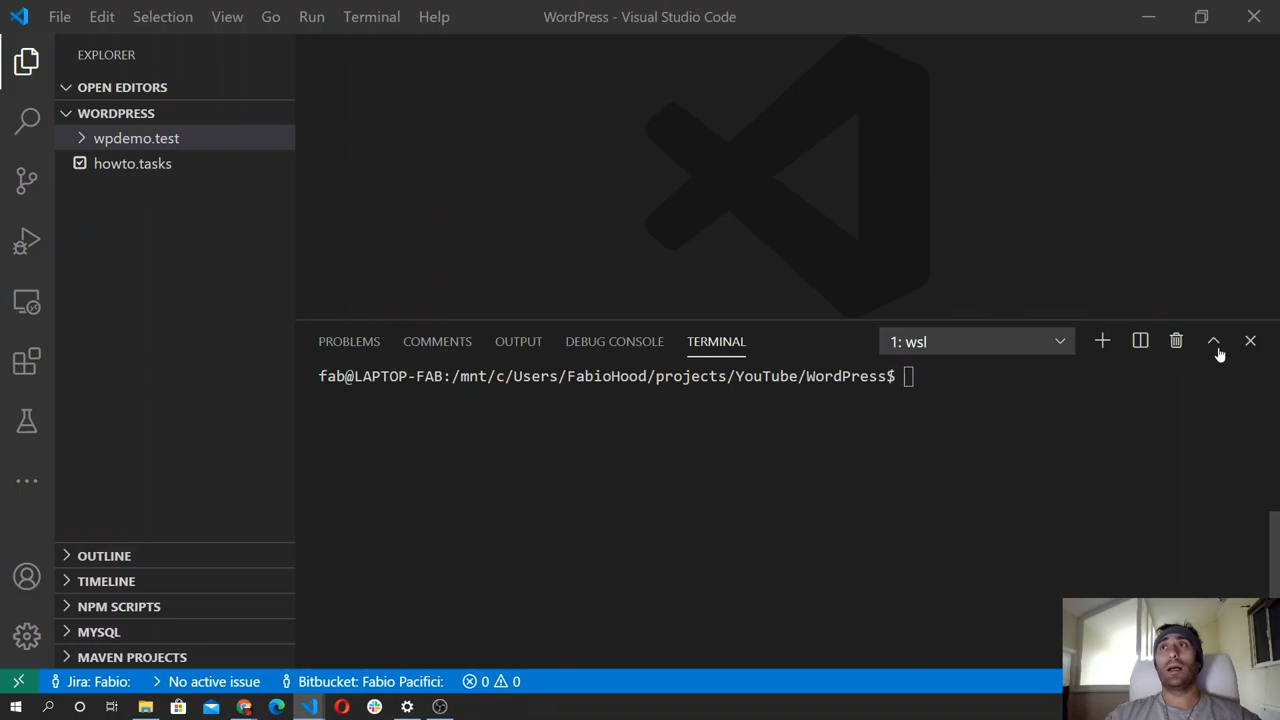 File Edit Selection View Go Run Terminal Help WordPress - Visual Studio Code
EXPLORER
OPEN EDITORS
WORDPRESS
wpdemo.test
howto.tasks
PROBLEMS COMMENTS OUTPUT DEBUG CONSOLE TERMINAL 1: wsl
fab@LAPTOP-FAB:/mnt/c/Users/FabioHood/projects/YouTube/WordPress$
OUTLINE
TIMELINE
NPM SCRIPTS
MYSQL
MAVEN PROJECTS
Jira: Fabio: No active issue Bitbucket: Fabio Pacifici: 0 0